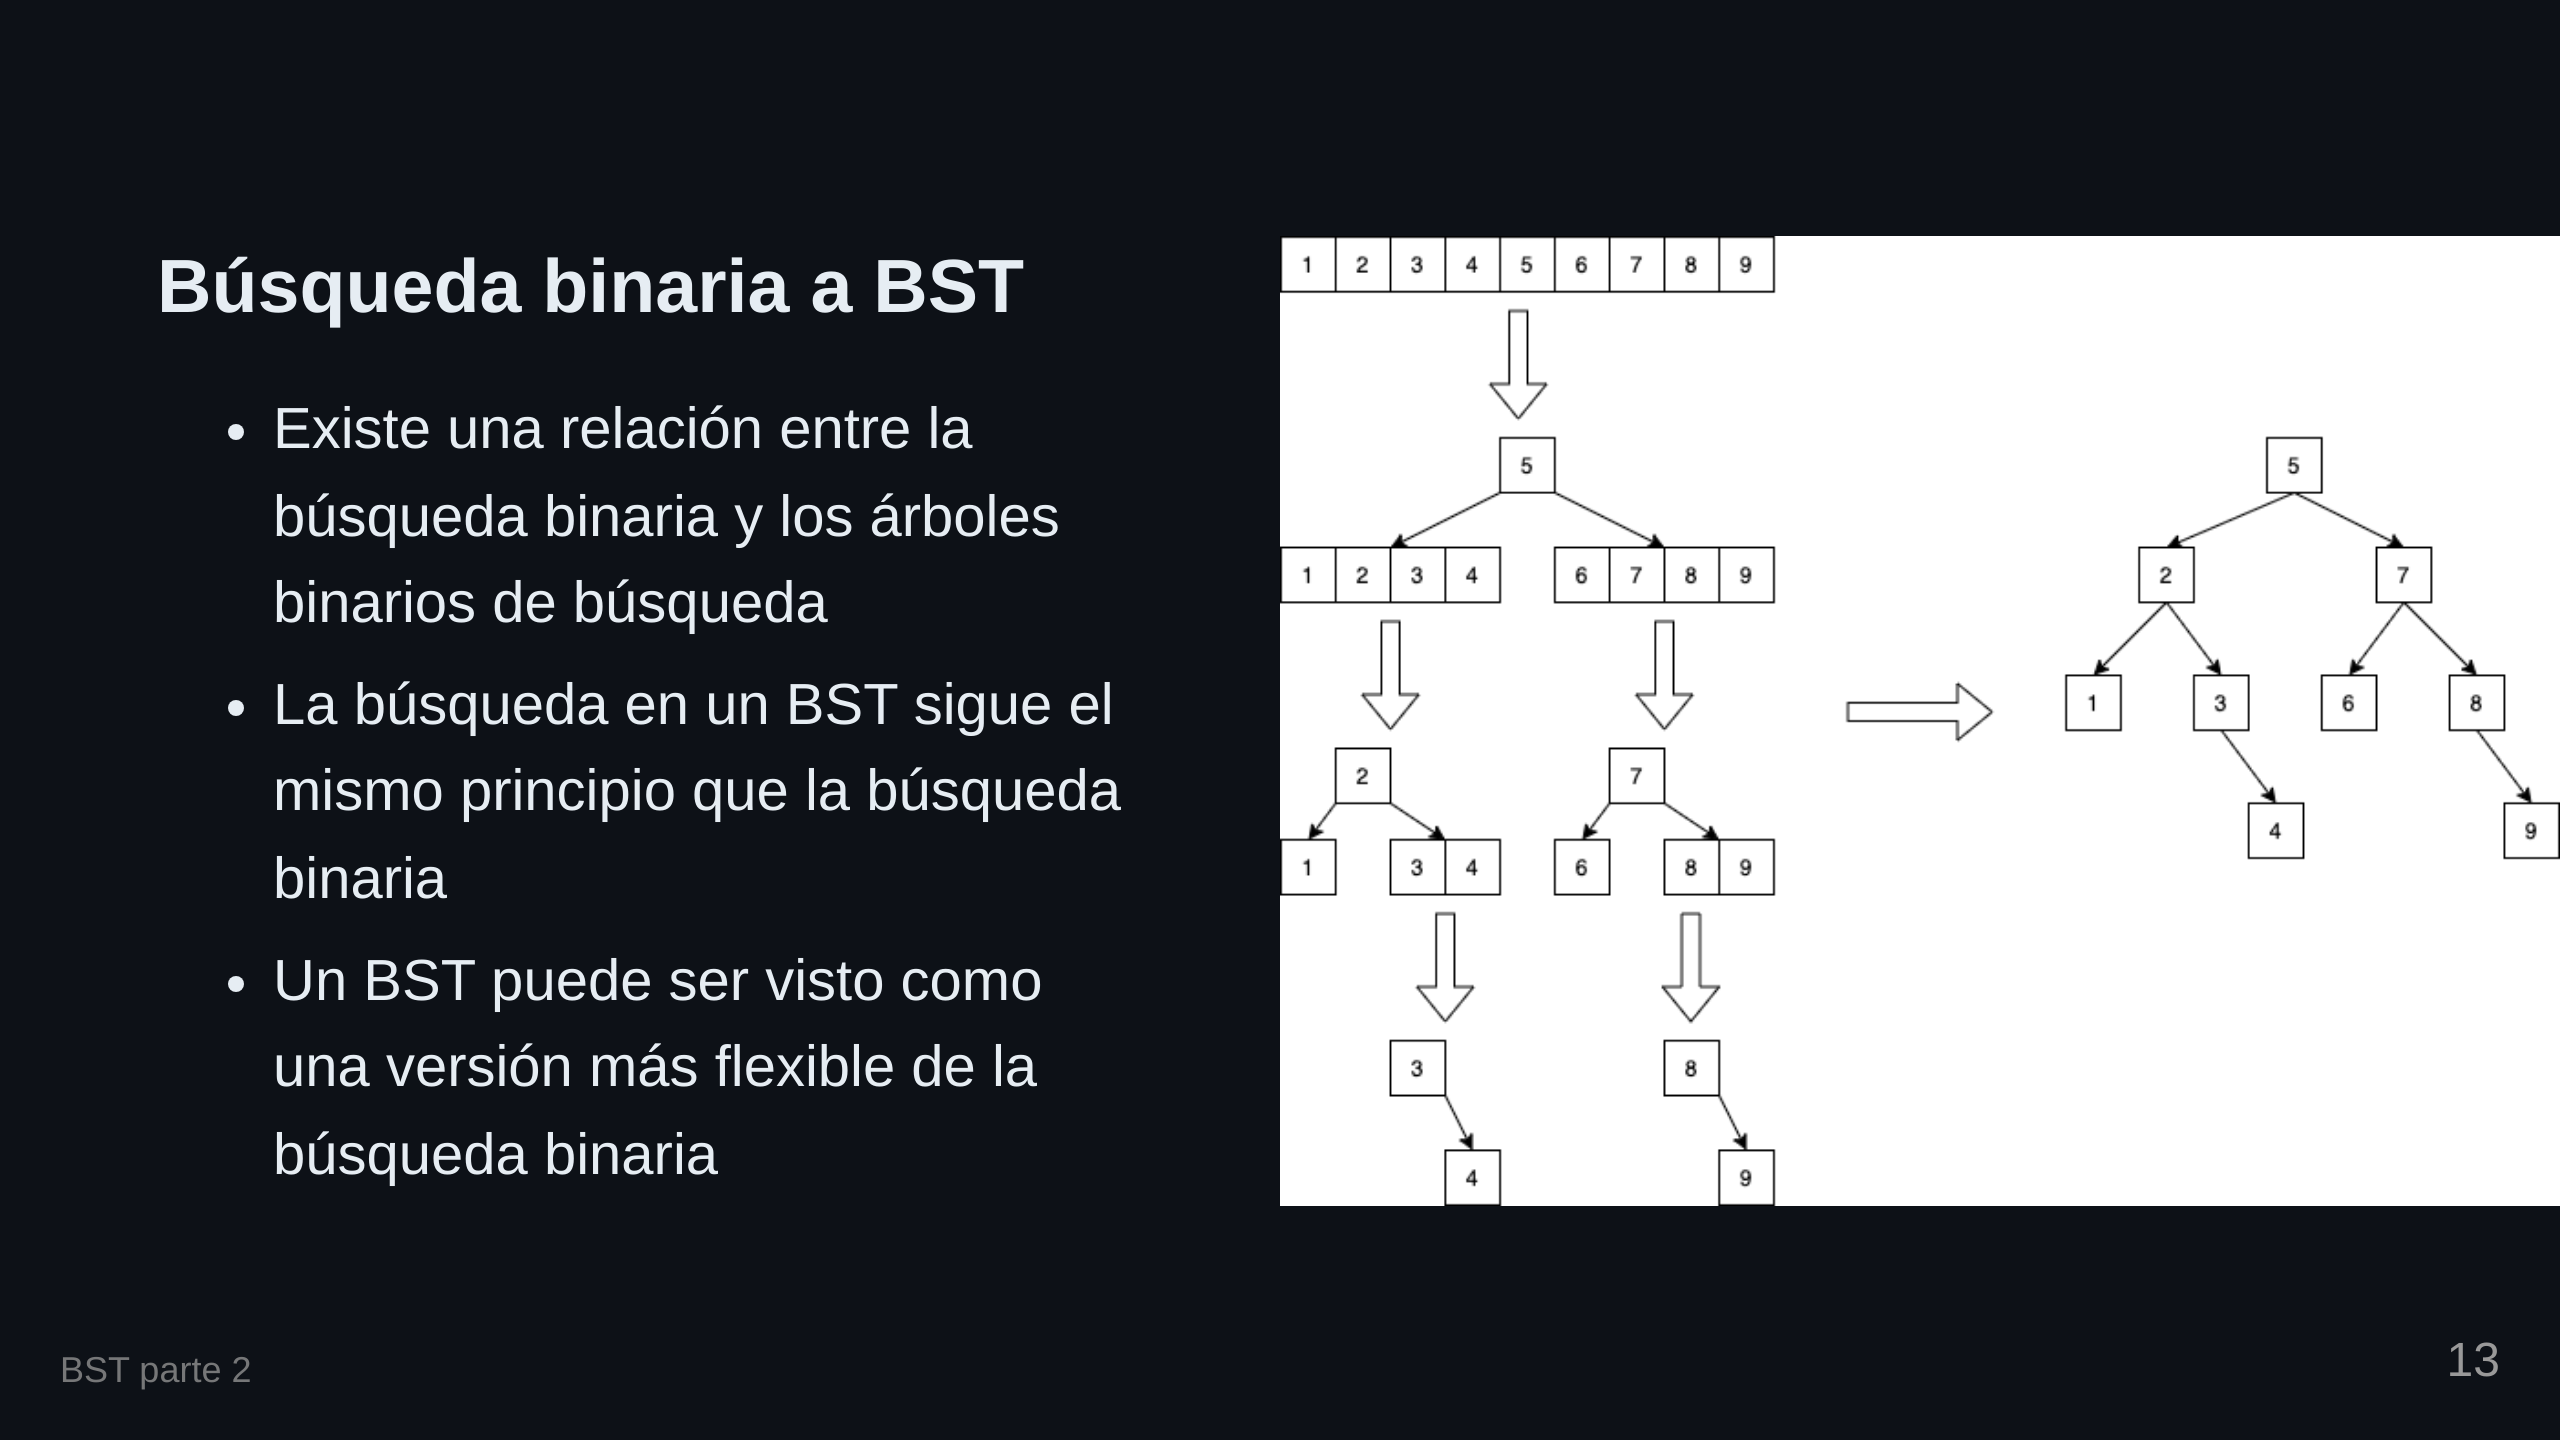 Búsqueda binaria a BST
• Existe una relación entre la
búsqueda binaria y los árboles
binarios de búsqueda
• La búsqueda en un BST sigue el
mismo principio que la búsqueda
binaria
• Un BST puede ser visto como
una versión más flexible de la
búsqueda binaria
1 2 3 4 5 6 7 8 9
5
1 2 3 4 6 7 8 9
2 7
1 3 4 6 8 9
3 8
4 9
5
2 7
1 3 6 8
4 9
BST parte 2
13